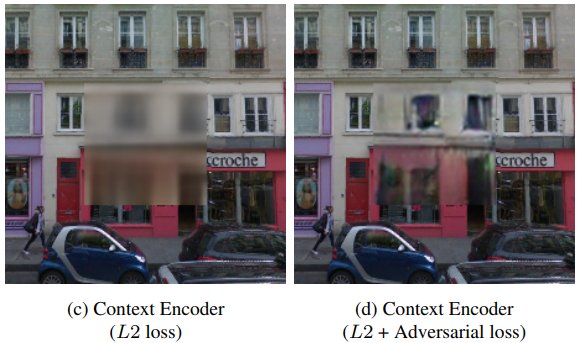 ccroche
ccroche
(c) Context Encoder
(L2 loss)
(d) Context Encoder
(L2 + Adversarial loss)